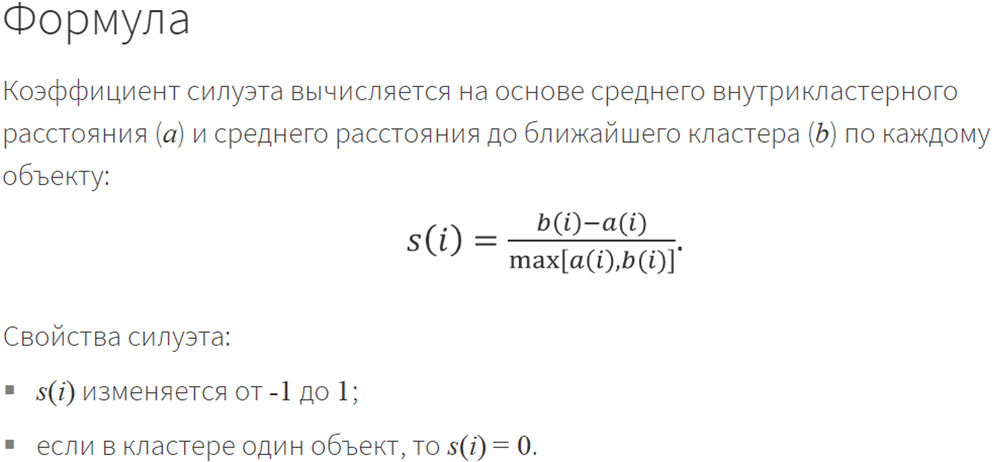 Формула
Коэффициент силуэта вычисляется на основе среднего внутрикластерного
расстояния (a) и среднего расстояния до ближайшего кластера (b) по каждому
объекту:
s(i) = b(i)−a(i) / max[a(i),b(i)].
Свойства силуэта:
▪ s(i) изменяется от -1 до 1;
▪ если в кластере один объект, то s(i) = 0.